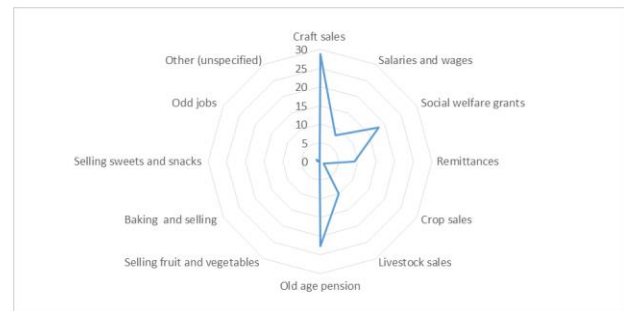 Craft sales
30
Other (unspecified)
Salaries and wages
25
20
Odd jobs
Social welfare grants
15
10
5
Selling sweets and snacks
0
Remittances
Baking and selling
Crop sales
Selling fruit and vegetables
Livestock sales
Old age pension